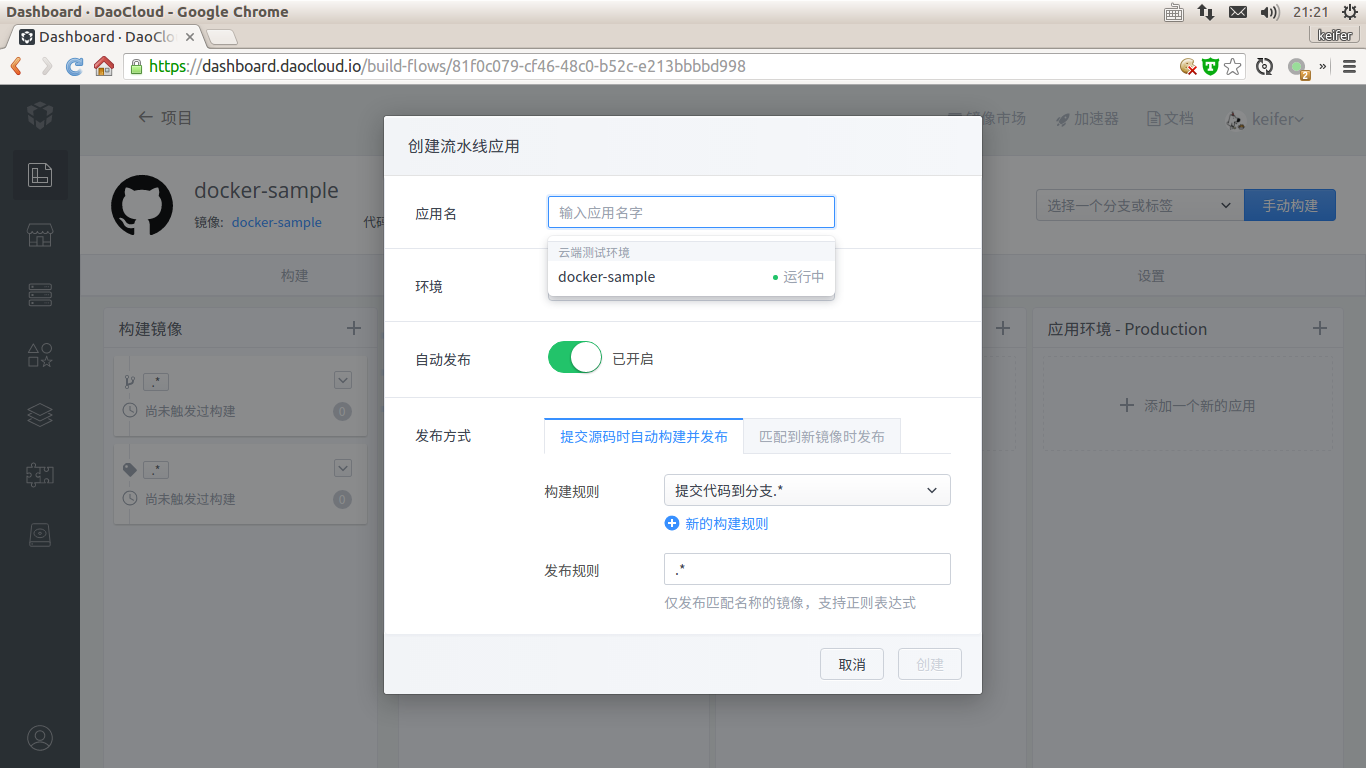 Dashboard · DaoCloud - Google Chrome
21:21
Dashboard · DaoClo
keifer
https://dashboard.daocloud.io/build-flows/81f0c079-cf46-48c0-b52c-e213bbbbd998
2
»
← 项目
镜像市场
加速器
文档
keifer
docker-sample
镜像: docker-sample
代码
选择一个分支或标签
手动构建
构建
设置
构建镜像
.*
尚未触发过构建
0
.*
尚未触发过构建
0
应用环境 - Production
添加一个新的应用
创建流水线应用
应用名
输入应用名字
云端测试环境
docker-sample
运行中
环境
自动发布
已开启
发布方式
提交源码时自动构建并发布
匹配到新镜像时发布
构建规则
提交代码到分支.*
新的构建规则
发布规则
.*
仅发布匹配名称的镜像，支持正则表达式
取消
创建